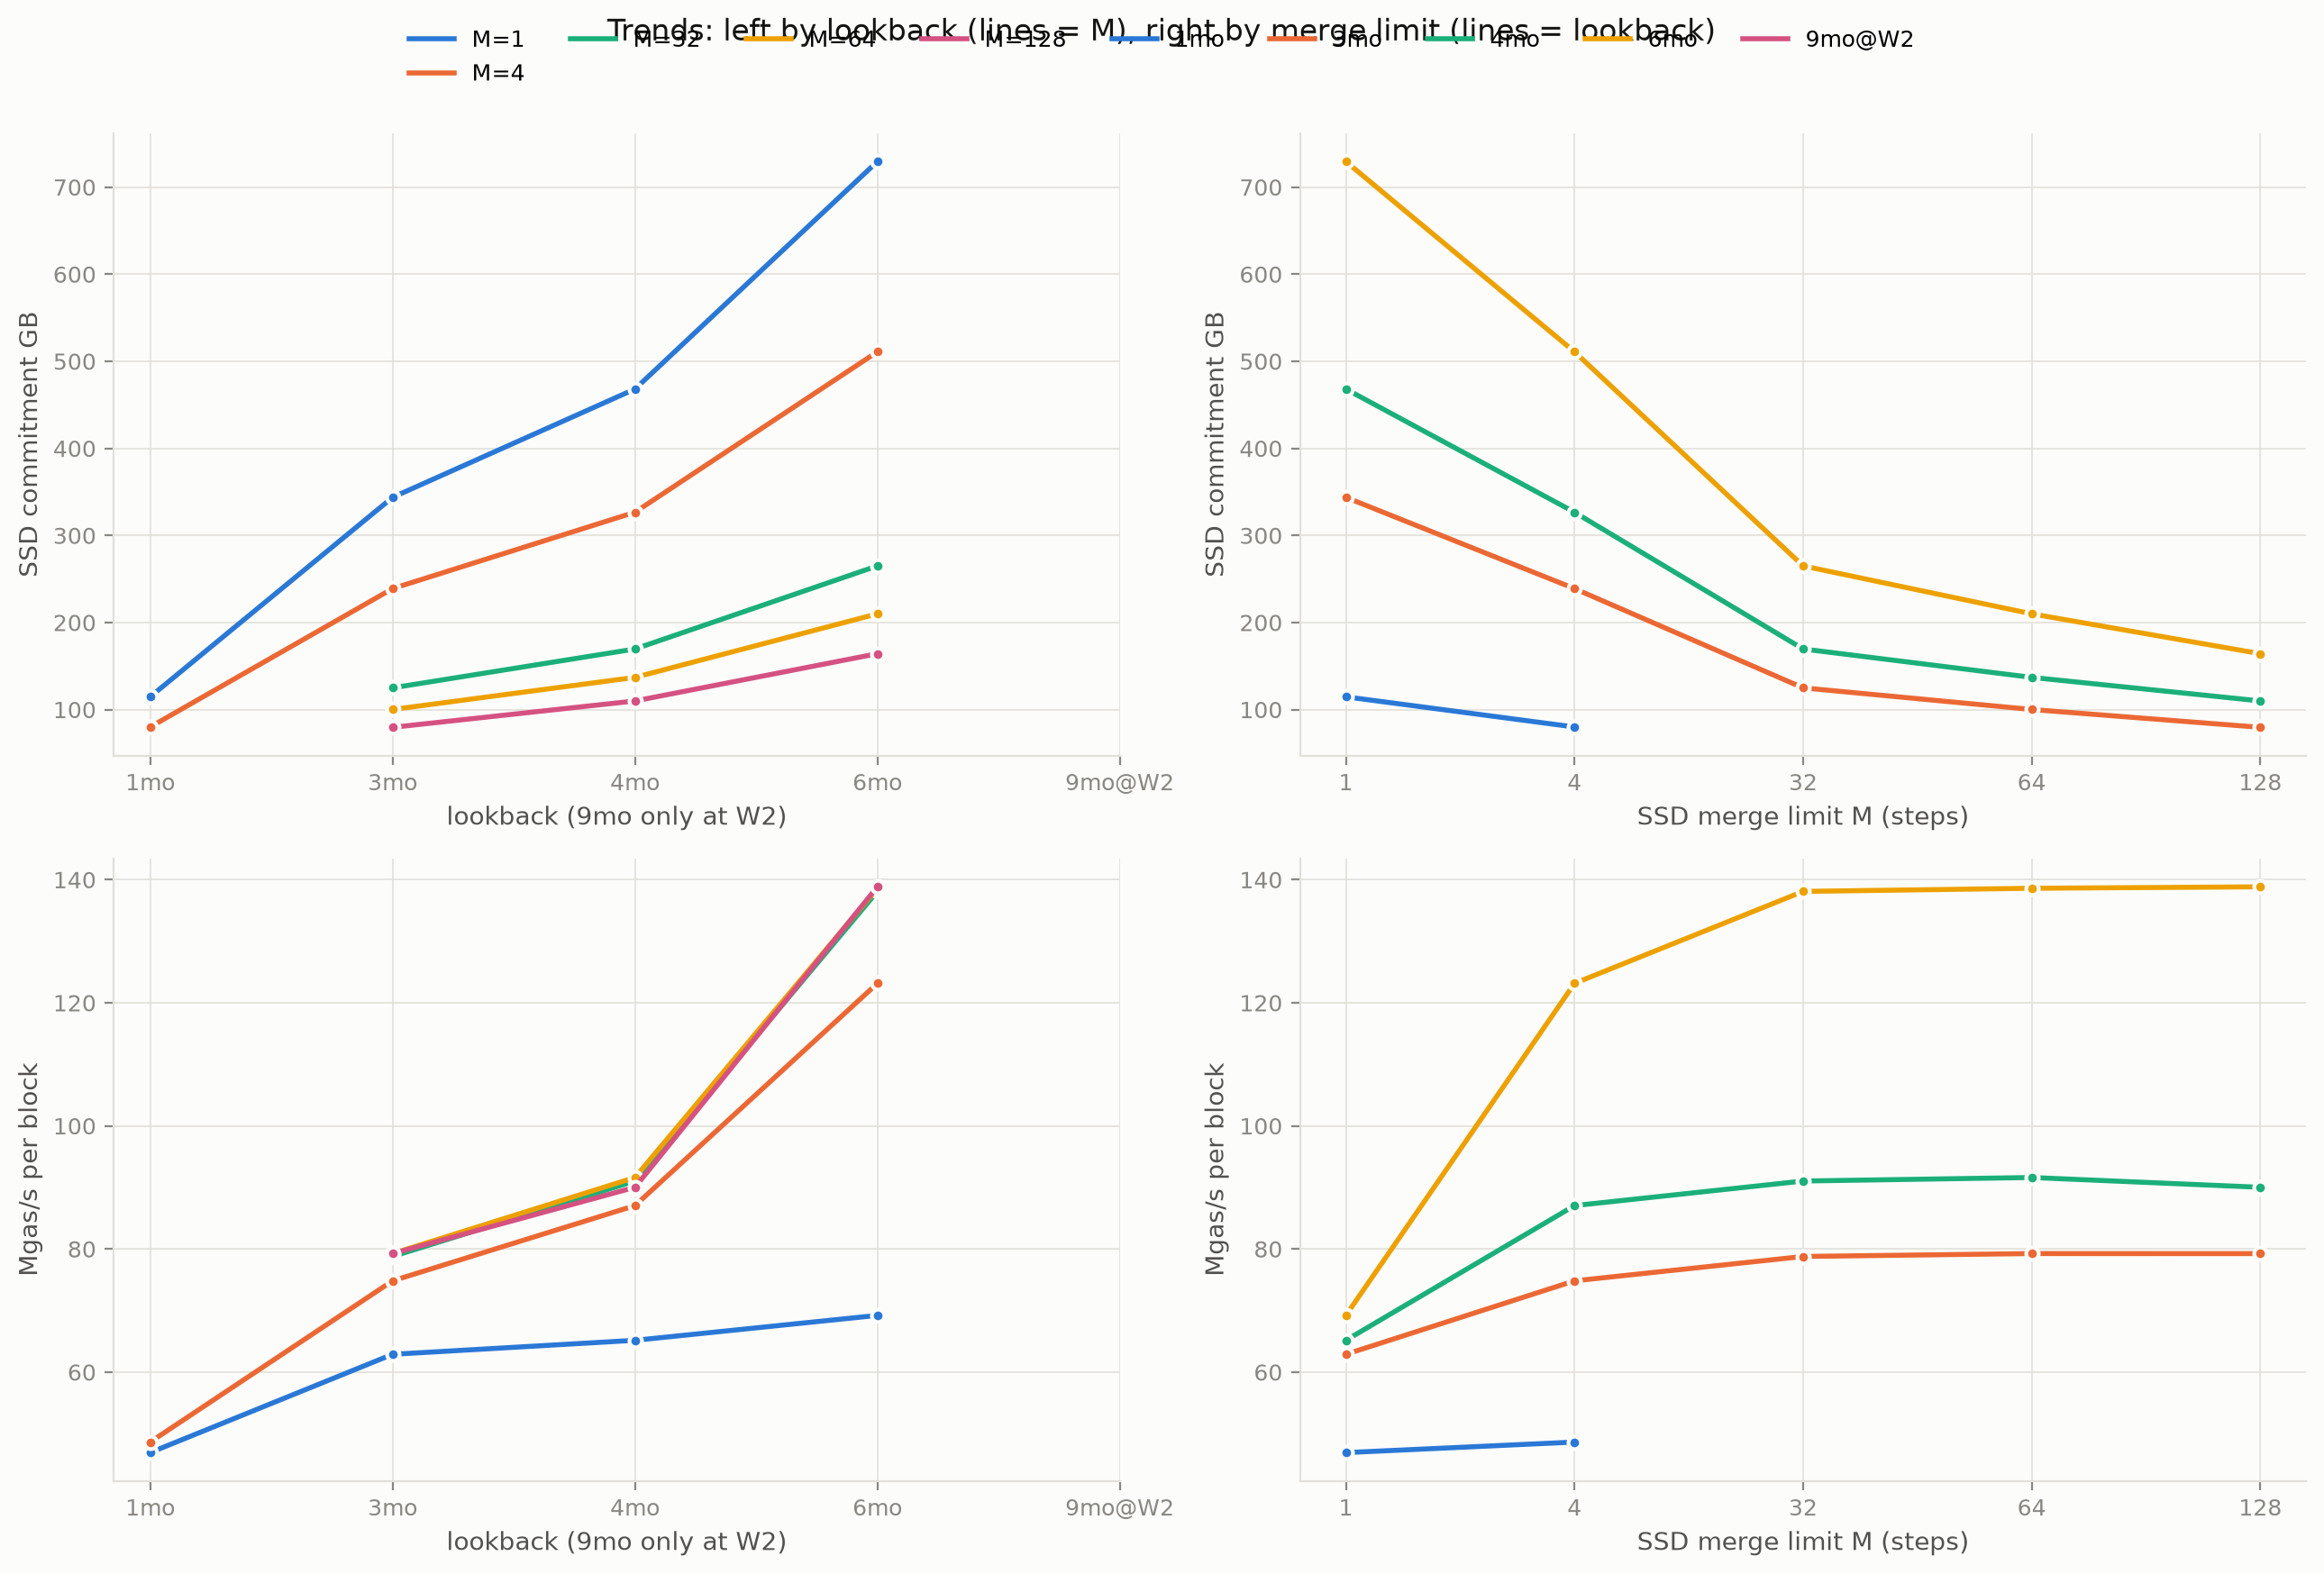 Trends: left by lookback (lines = M), right by merge limit (lines = lookback)
M=1 M=32 M=64 M=128 1mo 3mo 4mo 6mo 9mo@W2
M=4
SSD commitment GB
700
600
500
400
300
200
100
1mo 3mo 4mo 6mo 9mo@W2
lookback (9mo only at W2)
SSD commitment GB
700
600
500
400
300
200
100
1 4 32 64 128
SSD merge limit M (steps)
Mgas/s per block
140
120
100
80
60
1mo 3mo 4mo 6mo 9mo@W2
lookback (9mo only at W2)
Mgas/s per block
140
120
100
80
60
1 4 32 64 128
SSD merge limit M (steps)